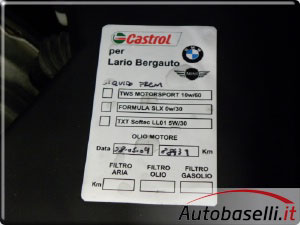 Castrol
per
Lario Bergauto
MINI
TWS MOTORSPORT 10w/60
FORMULA SLX 0w/30
TXT Softec LL01 5W/30
OLIO MOTORE
Data Km
FILTRO ARIA FILTRO OLIO FILTRO GASOLIO
Km
Autobaselli.it